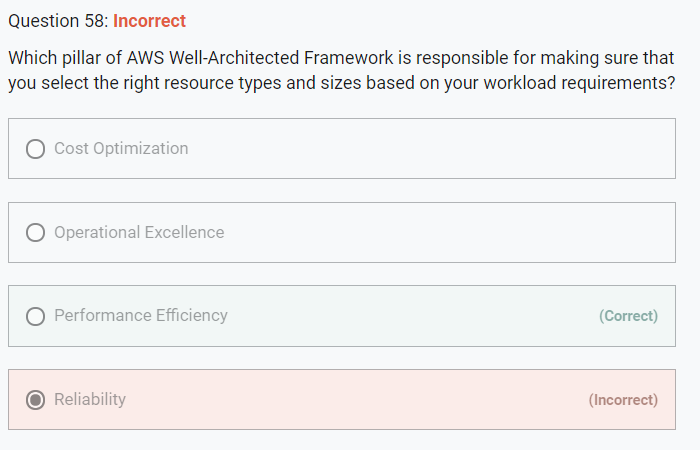 Question 58: Incorrect
Which pillar of AWS Well-Architected Framework is responsible for making sure that
you select the right resource types and sizes based on your workload requirements?
Cost Optimization
Operational Excellence
Performance Efficiency (Correct)
Reliability (Incorrect)